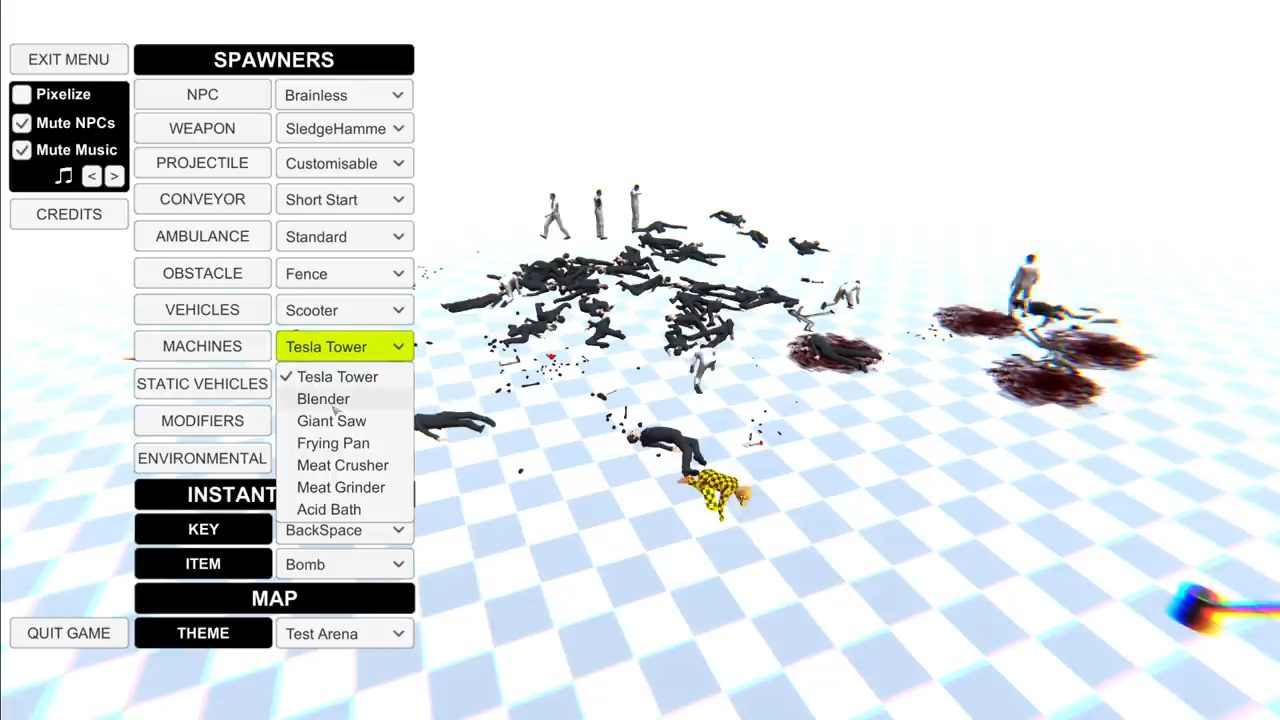 EXIT MENU
SPAWNERS
Pixelize
NPC
Brainless
Mute NPCs
WEAPON
SledgeHamme
Mute Music
PROJECTILE
Customisable
< >
CONVEYOR
Short Start
CREDITS
AMBULANCE
Standard
OBSTACLE
Fence
VEHICLES
Scooter
MACHINES
Tesla Tower
STATIC VEHICLES
Tesla Tower
Blender
MODIFIERS
Giant Saw
Frying Pan
ENVIRONMENTAL
Meat Crusher
Meat Grinder
INSTANT
Acid Bath
KEY
BackSpace
ITEM
Bomb
MAP
QUIT GAME
THEME
Test Arena